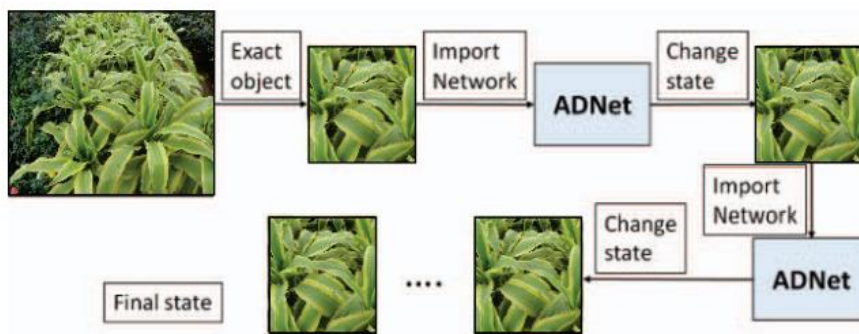 Exact
object
Import
Network
ADNet
Change
state
Import
Network
Change
state
ADNet
....
Final state